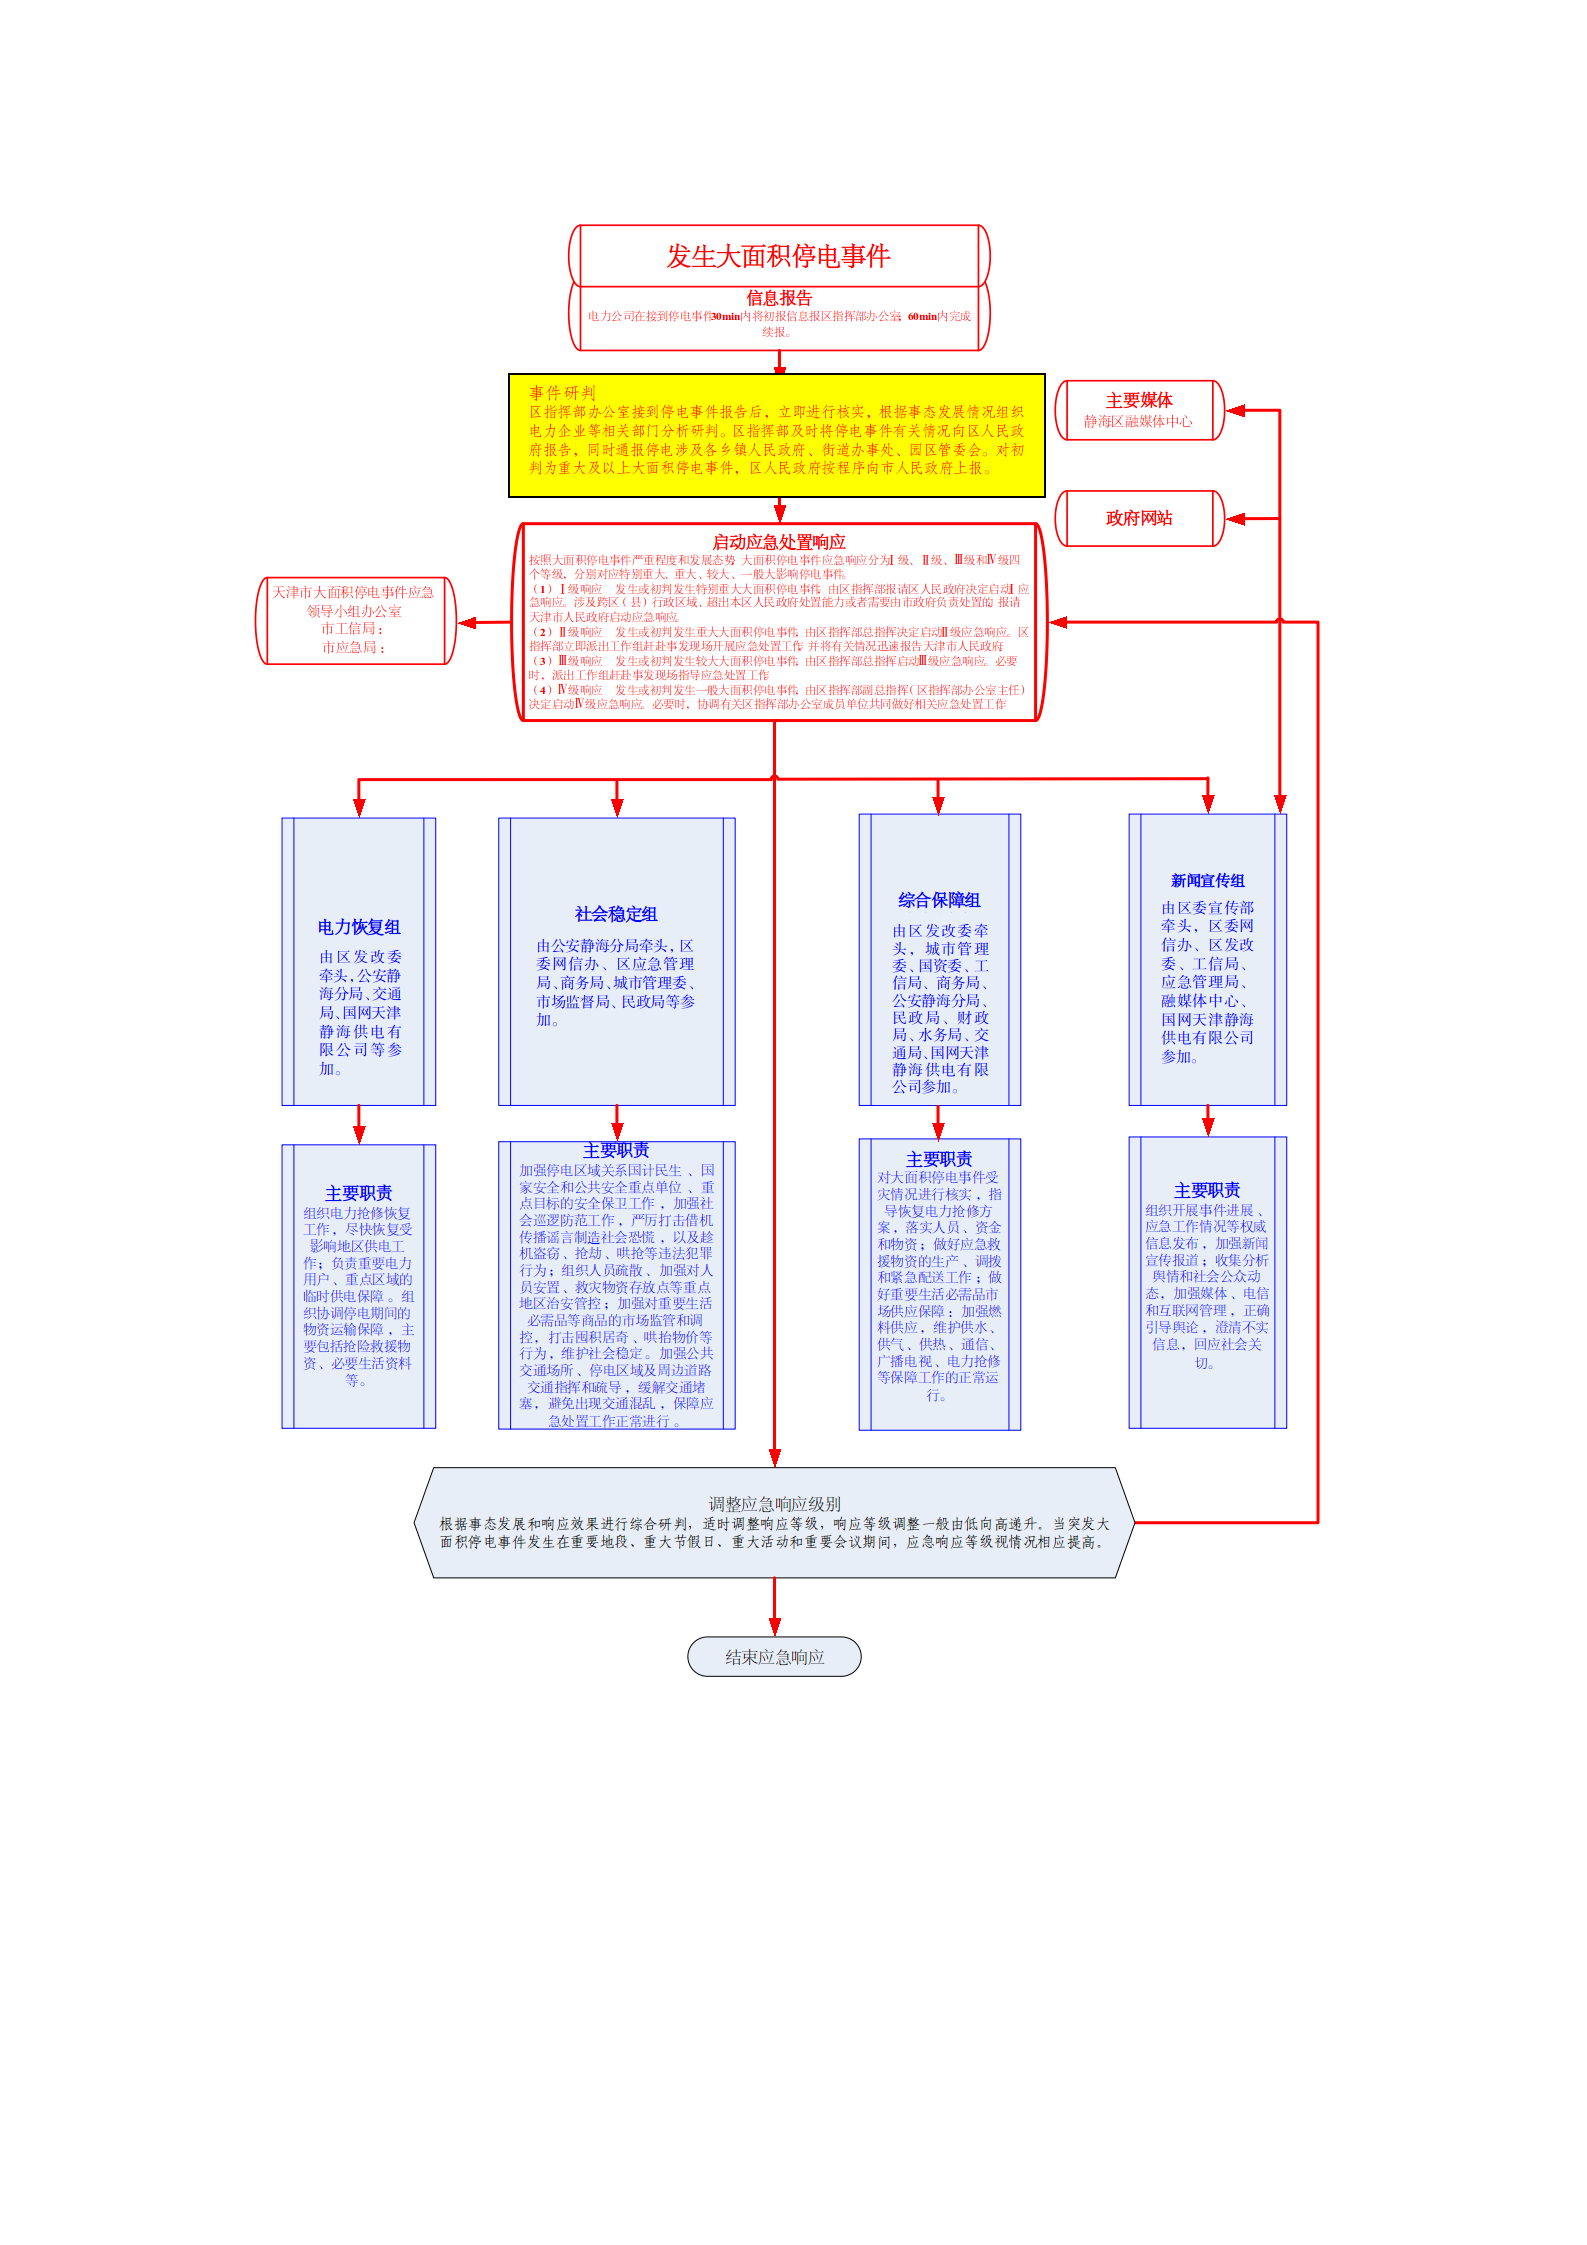 发生大面积停电事件
信息报告
电力公司在接到停电事件30min内将初报信息报区指挥部办公室，60min内完成
续报。
事件研判
区指挥部办公室接到停电事件报告后，立即进行核实，根据事态发展情况组织
电力企业等相关部门分析研判。区指挥部及时将停电事件有关情况向区人民政
府报告，同时通报停电涉及各乡镇人民政府、街道办事处、园区管委会。对初
判为重大及以上大面积停电事件，区人民政府按程序向市人民政府上报。
主要媒体
静海区融媒体中心
政府网站
启动应急处置响应
按照大面积停电事件严重程度和发展态势，大面积停电事件应急响应分为Ⅰ级、Ⅱ级、Ⅲ级和Ⅳ级四
个等级，分别对应特别重大、重大、较大、一般大影响停电事件。
（1）Ⅰ级响应　发生或初判发生特别重大大面积停电事件，由区指挥部报请区人民政府决定启动Ⅰ应
急响应。涉及跨区（县）行政区域、超出本区人民政府处置能力或者需要由市政府负责处置的，报请
天津市人民政府启动应急响应。
（2）Ⅱ级响应　发生或初判发生重大大面积停电事件，由区指挥部总指挥决定启动Ⅱ级应急响应。区
指挥部立即派出工作组赶赴事发现场开展应急处置工作，并将有关情况迅速报告天津市人民政府。
（3）Ⅲ级响应　发生或初判发生较大大面积停电事件，由区指挥部总指挥启动Ⅲ级应急响应。必要
时，派出工作组赶赴事发现场指导应急处置工作。
（4）Ⅳ级响应　发生或初判发生一般大面积停电事件，由区指挥部副总指挥（区指挥部办公室主任）
决定启动Ⅳ级应急响应。必要时，协调有关区指挥部办公室成员单位共同做好相关应急处置工作。
天津市大面积停电事件应急
领导小组办公室
市工信局：
市应急局：
电力恢复组
由区发改委
牵头，公安静
海分局、交通
局、国网天津
静海供电有
限公司等参
加。
社会稳定组
由公安静海分局牵头，区
委网信办、区应急管理
局、商务局、城市管理委、
市场监督局、民政局等参
加。
综合保障组
由区发改委牵
头，城市管理
委、国资委、工
信局、商务局、
公安静海分局、
民政局、财政
局、水务局、交
通局、国网天津
静海供电有限
公司参加。
新闻宣传组
由区委宣传部
牵头，区委网
信办、区发改
委、工信局、
应急管理局、
融媒体中心、
国网天津静海
供电有限公司
参加。
主要职责
组织电力抢修恢复
工作，尽快恢复受
影响地区供电工
作；负责重要电力
用户、重点区域的
临时供电保障。组
织协调停电期间的
物资运输保障，主
要包括抢险救援物
资、必要生活资料
等。
主要职责
加强停电区域关系国计民生、国
家安全和公共安全重点单位、重
点目标的安全保卫工作，加强社
会巡逻防范工作，严厉打击借机
传播谣言制造社会恐慌，以及趁
机盗窃、抢劫、哄抢等违法犯罪
行为；组织人员疏散、加强对人
员安置、救灾物资存放点等重点
地区治安管控；加强对重要生活
必需品等商品的市场监管和调
控，打击囤积居奇、哄抬物价等
行为，维护社会稳定。加强公共
交通场所、停电区域及周边道路
交通指挥和疏导，缓解交通堵
塞，避免出现交通混乱，保障应
急处置工作正常进行。
主要职责
对大面积停电事件受
灾情况进行核实，指
导恢复电力抢修方
案，落实人员、资金
和物资；做好应急救
援物资的生产、调拨
和紧急配送工作；做
好重要生活必需品市
场供应保障；加强燃
料供应，维护供水、
供气、供热、通信、
广播电视、电力抢修
等保障工作的正常运
行。
主要职责
组织开展事件进展、
应急工作情况等权威
信息发布，加强新闻
宣传报道；收集分析
舆情和社会公众动
态，加强媒体、电信
和互联网管理，正确
引导舆论，澄清不实
信息，回应社会关
切。
调整应急响应级别
根据事态发展和响应效果进行综合研判，适时调整响应等级，响应等级调整一般由低向高递升。当突发大
面积停电事件发生在重要地段、重大节假日、重大活动和重要会议期间，应急响应等级视情况相应提高。
结束应急响应